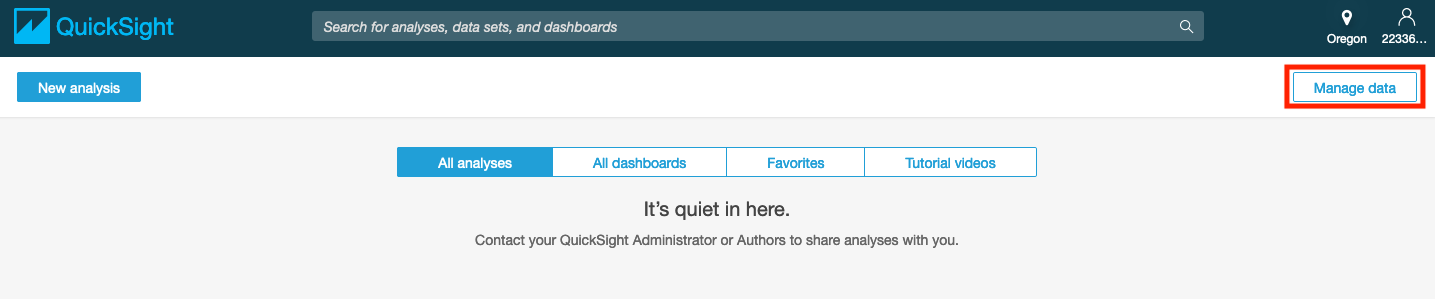 QuickSight
Search for analyses, data sets, and dashboards
Oregon
22336...
New analysis
Manage data
All analyses
All dashboards
Favorites
Tutorial videos
It's quiet in here.
Contact your QuickSight Administrator or Authors to share analyses with you.